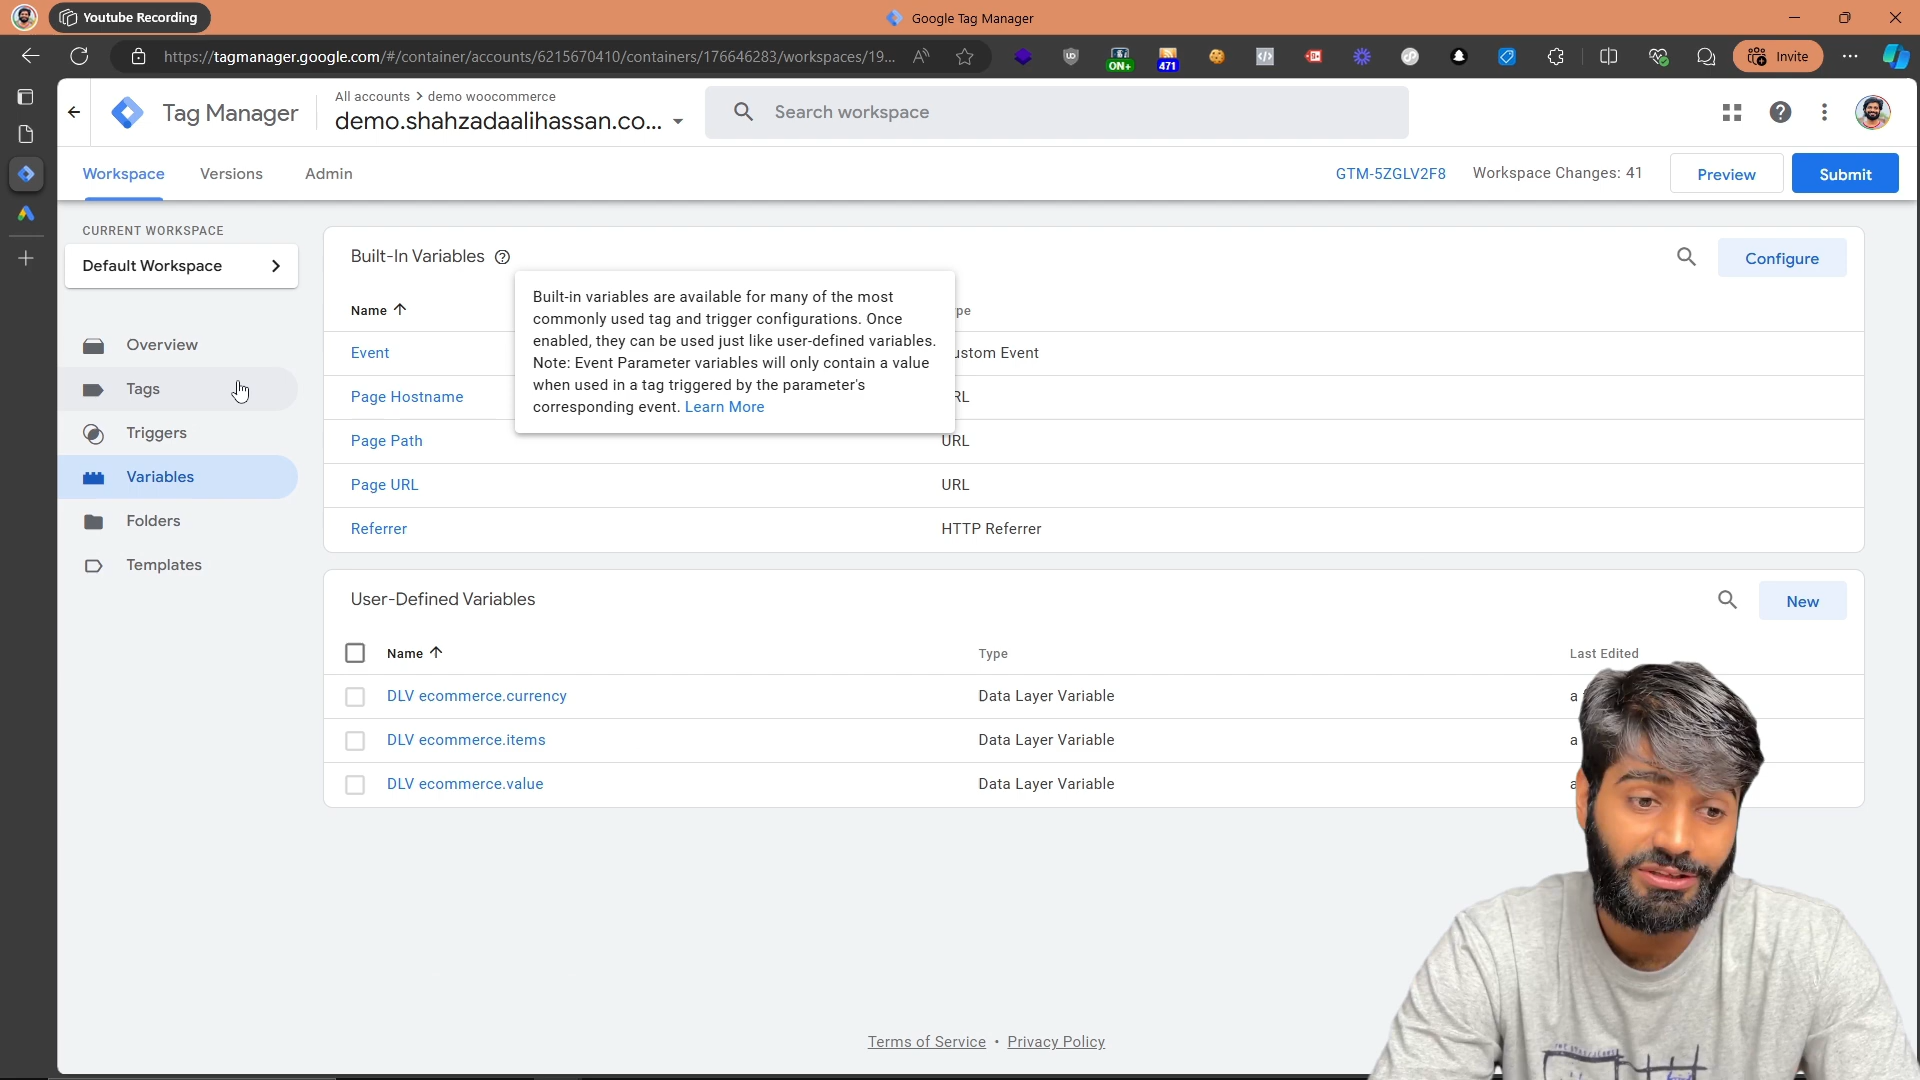 Youtube Recording
Google Tag Manager
https://tagmanager.google.com/#/container/accounts/6215670410/containers/176646283/workspaces/19...
ON+
471
Invite
Tag Manager
All accounts > demo woocommerce
demo.shahzadaalihassan.co...
Search workspace
Workspace
Versions
Admin
GTM-5ZGLV2F8
Workspace Changes: 41
Preview
Submit
CURRENT WORKSPACE
Default Workspace
Overview
Tags
Triggers
Variables
Folders
Templates
Built-In Variables
Configure
Name
Built-in variables are available for many of the most
commonly used tag and trigger configurations. Once
enabled, they can be used just like user-defined variables.
Note: Event Parameter variables will only contain a value
when used in a tag triggered by the parameter's
corresponding event. Learn More
pe
Event
ustom Event
Page Hostname
RL
Page Path
URL
Page URL
URL
Referrer
HTTP Referrer
User-Defined Variables
New
Name
Type
Last Edited
DLV ecommerce.currency
Data Layer Variable
a
DLV ecommerce.items
Data Layer Variable
a
DLV ecommerce.value
Data Layer Variable
a
Terms of Service • Privacy Policy